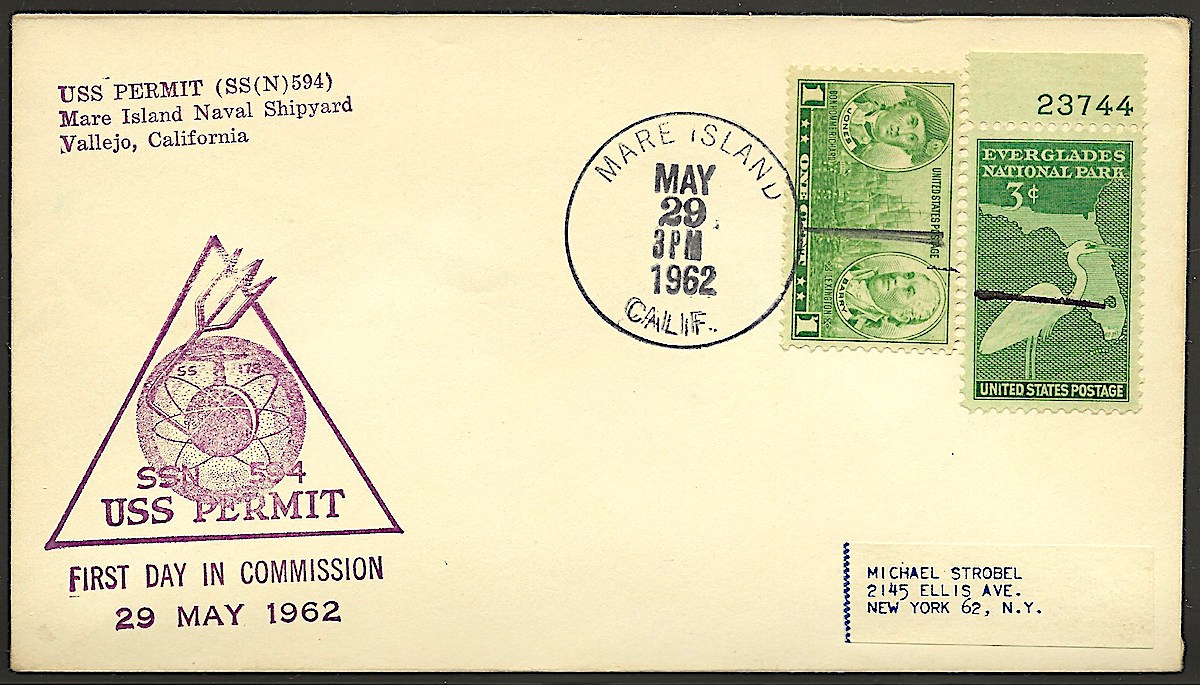 USS PERMIT (SS(N)594)
Mare Island Naval Shipyard
Vallejo, California
MARE ISLAND
MAY
29
3PM
1962
CALIF.
1
BONHOMME RICHARD
JONES
UNITED STATES POSTAGE
ONE CENT
LEXINGTON
BARRY
1
23744
EVERGLADES
NATIONAL PARK
3¢
UNITED STATES POSTAGE
SS 178
SSN 594
USS PERMIT
FIRST DAY IN COMMISSION
29 MAY 1962
MICHAEL STROBEL
2145 ELLIS AVE.
NEW YORK 62, N.Y.